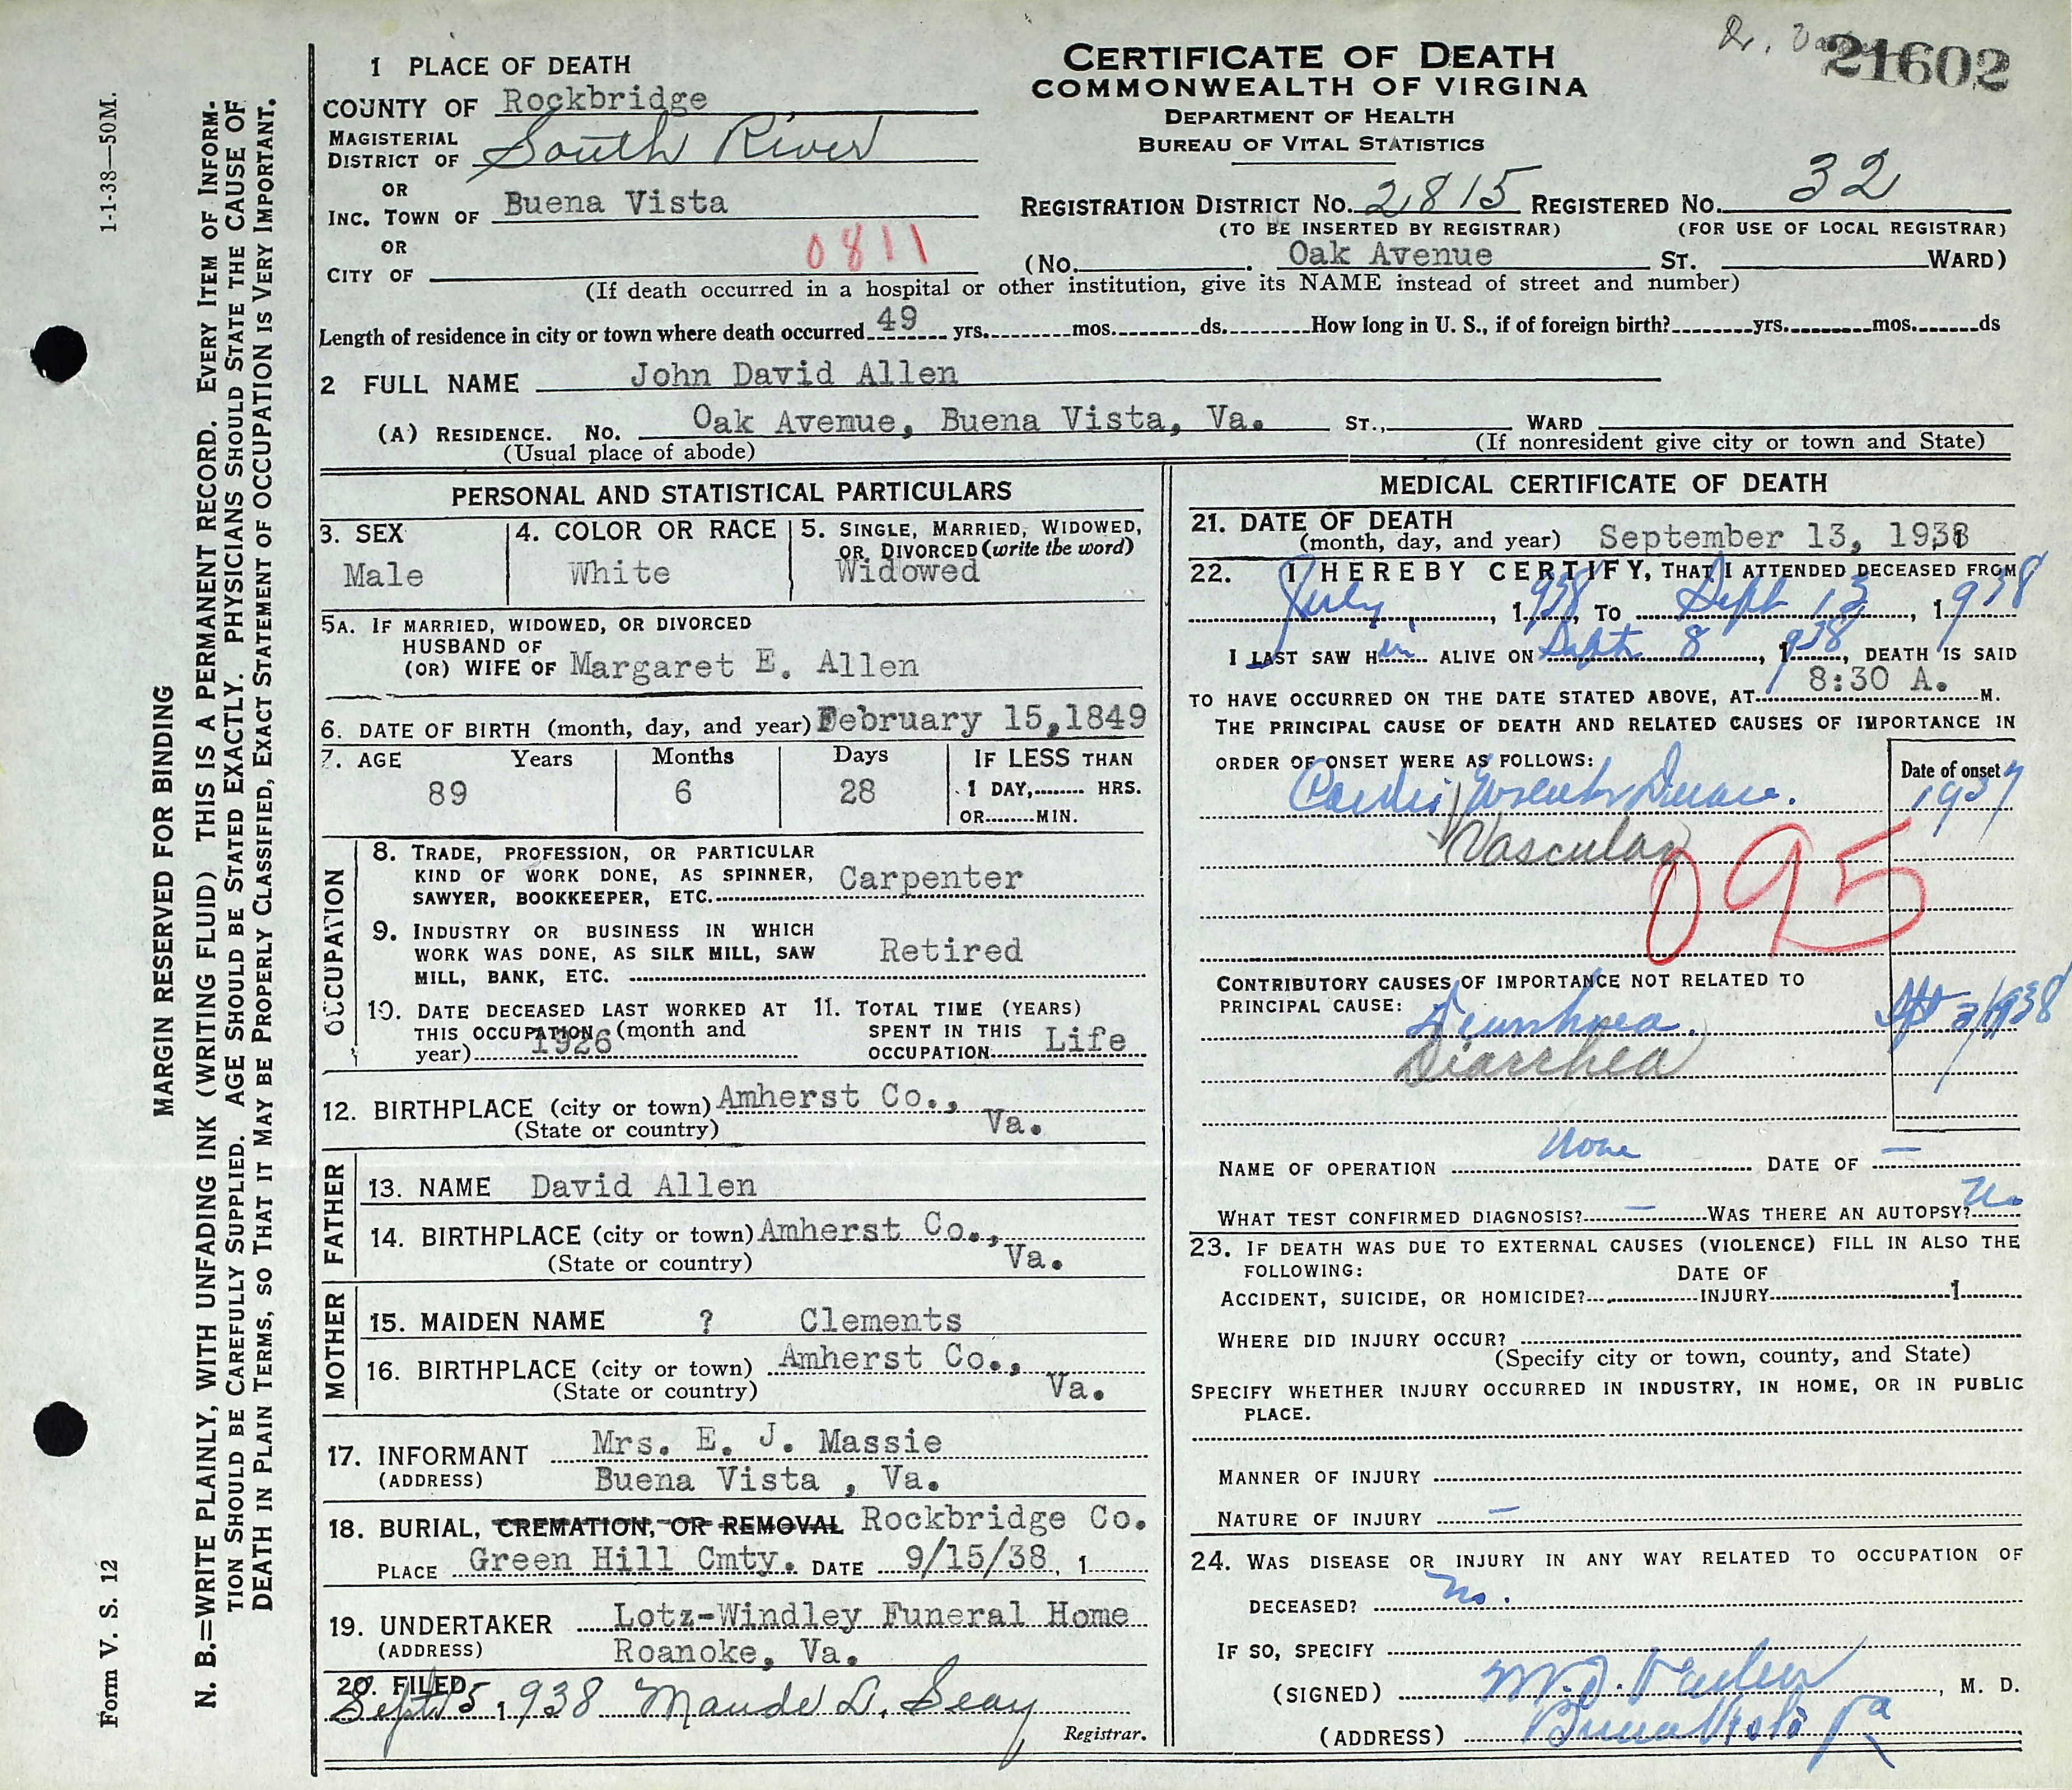 Dr.
21602
1-1-38—50M.
MARGIN RESERVED FOR BINDING
N. B.=WRITE PLAINLY, WITH UNFADING INK (WRITING FLUID) THIS IS A PERMANENT RECORD. EVERY ITEM OF INFORM-
TION SHOULD BE CAREFULLY SUPPLIED. AGE SHOULD BE STATED EXACTLY. PHYSICIANS SHOULD STATE THE CAUSE OF
DEATH IN PLAIN TERMS, SO THAT IT MAY BE PROPERLY CLASSIFIED, EXACT STATEMENT OF OCCUPATION IS VERY IMPORTANT.
Form V. S. 12
CERTIFICATE OF DEATH
COMMONWEALTH OF VIRGINA
DEPARTMENT OF HEALTH
BUREAU OF VITAL STATISTICS
1 PLACE OF DEATH
COUNTY OF Rockbridge
MAGISTERIAL DISTRICT OF South River
OR
INC. TOWN OF Buena Vista
OR
CITY OF
0811
REGISTRATION DISTRICT NO. 2815 REGISTERED NO. 32
(TO BE INSERTED BY REGISTRAR) (FOR USE OF LOCAL REGISTRAR)
(NO. Oak Avenue ST. WARD)
(If death occurred in a hospital or other institution, give its NAME instead of street and number)
Length of residence in city or town where death occurred 49 yrs. mos. ds. How long in U. S., if of foreign birth? yrs. mos. ds
2 FULL NAME John David Allen
(A) RESIDENCE. NO. Oak Avenue, Buena Vista, Va. ST., WARD
(Usual place of abode) (If nonresident give city or town and State)
PERSONAL AND STATISTICAL PARTICULARS
3. SEX
Male
4. COLOR OR RACE
White
5. SINGLE, MARRIED, WIDOWED,
OR DIVORCED (write the word)
Widowed
5A. IF MARRIED, WIDOWED, OR DIVORCED
HUSBAND OF
(OR) WIFE OF Margaret E. Allen
6. DATE OF BIRTH (month, day, and year) February 15, 1849
7. AGE Years Months Days IF LESS THAN
89 6 28 1 DAY, HRS.
OR MIN.
OCCUPATION
8. TRADE, PROFESSION, OR PARTICULAR
KIND OF WORK DONE, AS SPINNER,
SAWYER, BOOKKEEPER, ETC. Carpenter
9. INDUSTRY OR BUSINESS IN WHICH
WORK WAS DONE, AS SILK MILL, SAW
MILL, BANK, ETC. Retired
10. DATE DECEASED LAST WORKED AT
THIS OCCUPATION (month and
year) 1926
11. TOTAL TIME (YEARS)
SPENT IN THIS
OCCUPATION Life
12. BIRTHPLACE (city or town) Amherst Co.,
(State or country) Va.
FATHER
13. NAME David Allen
14. BIRTHPLACE (city or town) Amherst Co.,
(State or country) Va.
MOTHER
15. MAIDEN NAME ? Clements
16. BIRTHPLACE (city or town) Amherst Co.,
(State or country) Va.
17. INFORMANT Mrs. E. J. Massie
(ADDRESS) Buena Vista , Va.
18. BURIAL, CREMATION, OR REMOVAL Rockbridge Co.
PLACE Green Hill Cmty. DATE 9/15/38, 1
19. UNDERTAKER Lotz-Windley Funeral Home
(ADDRESS) Roanoke, Va.
20. FILED
Sept 15, 1938 Maude D. Seay
Registrar.
MEDICAL CERTIFICATE OF DEATH
21. DATE OF DEATH
(month, day, and year) September 13, 1938
22. I HEREBY CERTIFY, THAT I ATTENDED DECEASED FROM
July, 1938, TO Sept 13, 1938
I LAST SAW Him ALIVE ON Sept. 8, 1938, DEATH IS SAID
TO HAVE OCCURRED ON THE DATE STATED ABOVE, AT 8:30 A. M.
THE PRINCIPAL CAUSE OF DEATH AND RELATED CAUSES OF IMPORTANCE IN
ORDER OF ONSET WERE AS FOLLOWS:
Date of onset
Cardio Disease. 1937
Vascular
095
CONTRIBUTORY CAUSES OF IMPORTANCE NOT RELATED TO
PRINCIPAL CAUSE:
Diarrhoea. 1938
Diarrhea
NAME OF OPERATION None DATE OF —
WHAT TEST CONFIRMED DIAGNOSIS? — WAS THERE AN AUTOPSY? No
23. IF DEATH WAS DUE TO EXTERNAL CAUSES (VIOLENCE) FILL IN ALSO THE
FOLLOWING:
ACCIDENT, SUICIDE, OR HOMICIDE? DATE OF INJURY 1
WHERE DID INJURY OCCUR?
(Specify city or town, county, and State)
SPECIFY WHETHER INJURY OCCURRED IN INDUSTRY, IN HOME, OR IN PUBLIC
PLACE.
MANNER OF INJURY
NATURE OF INJURY —
24. WAS DISEASE OR INJURY IN ANY WAY RELATED TO OCCUPATION OF
DECEASED? No.
IF SO, SPECIFY
(SIGNED) , M. D.
(ADDRESS) Buena Vista Va